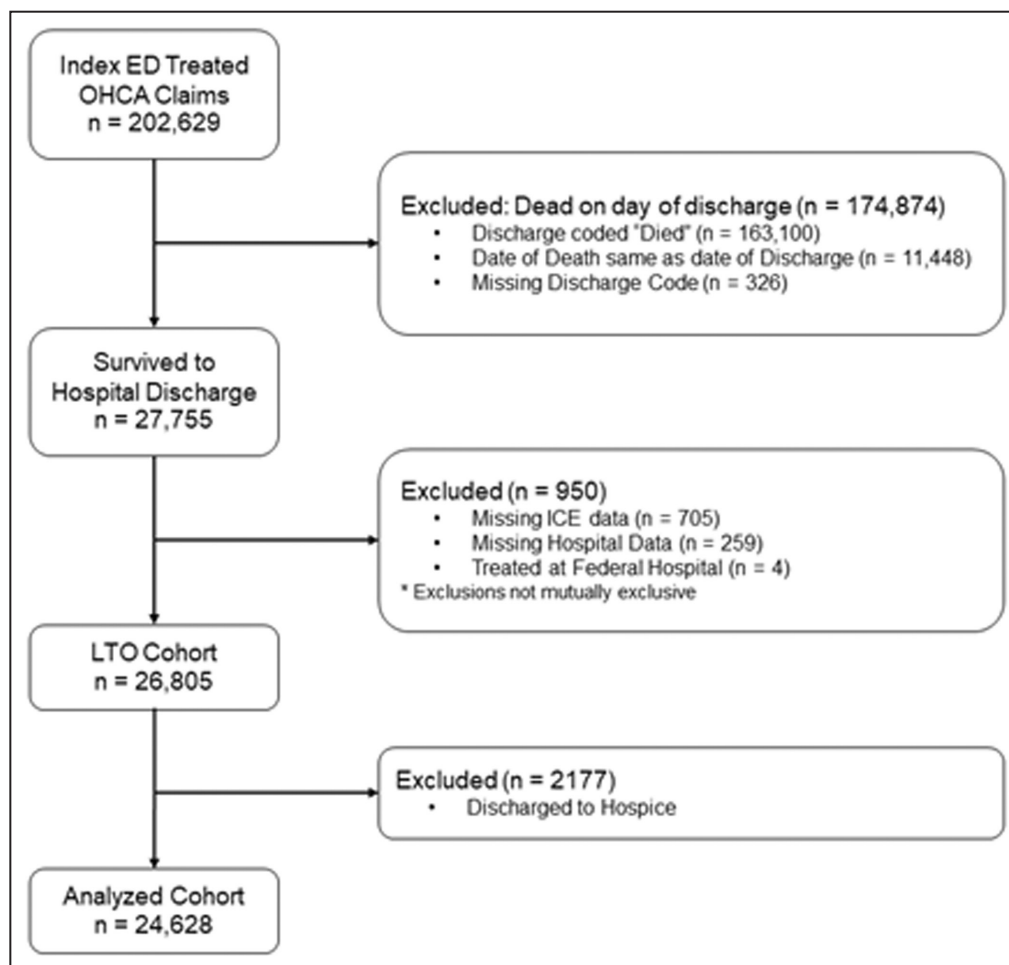 Index ED Treated
OHCA Claims
n = 202,629
Excluded: Dead on day of discharge (n = 174,874)
• Discharge coded "Died" (n = 163,100)
• Date of Death same as date of Discharge (n = 11,448)
• Missing Discharge Code (n = 326)
Survived to
Hospital Discharge
n = 27,755
Excluded (n = 950)
• Missing ICE data (n = 705)
• Missing Hospital Data (n = 259)
• Treated at Federal Hospital (n = 4)
* Exclusions not mutually exclusive
LTO Cohort
n = 26,805
Excluded (n = 2177)
• Discharged to Hospice
Analyzed Cohort
n = 24,628